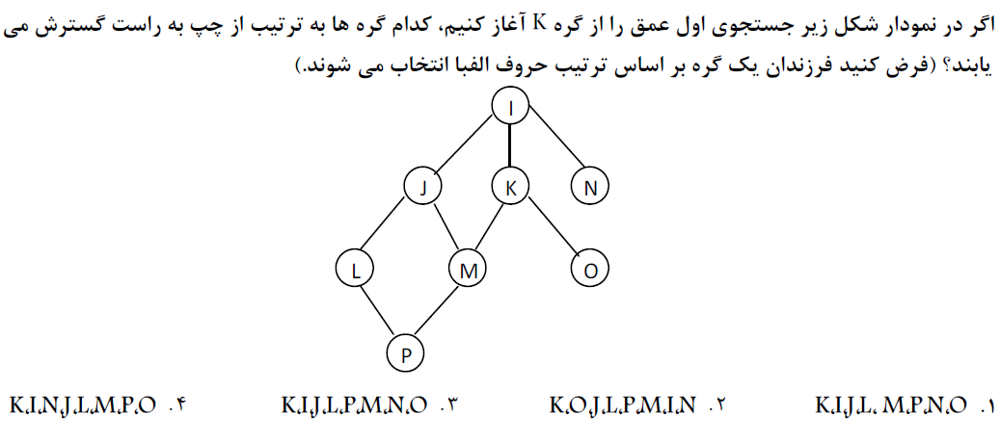 اگر در نمودار شکل زیر جستجوی اول عمق را از گره K آغاز کنیم، کدام گره ها به ترتیب از چپ به راست گسترش می
یابند؟ (فرض کنید فرزندان یک گره بر اساس ترتیب حروف الفبا انتخاب می شوند.)
I
J K N
L M O
P
۱. K،I،J،L، M،P،N،O ۲. K،O،J،L،P،M،I،N ۳. K،I،J،L،P،M،N،O ۴. K،I،N،J،L،M،P،O